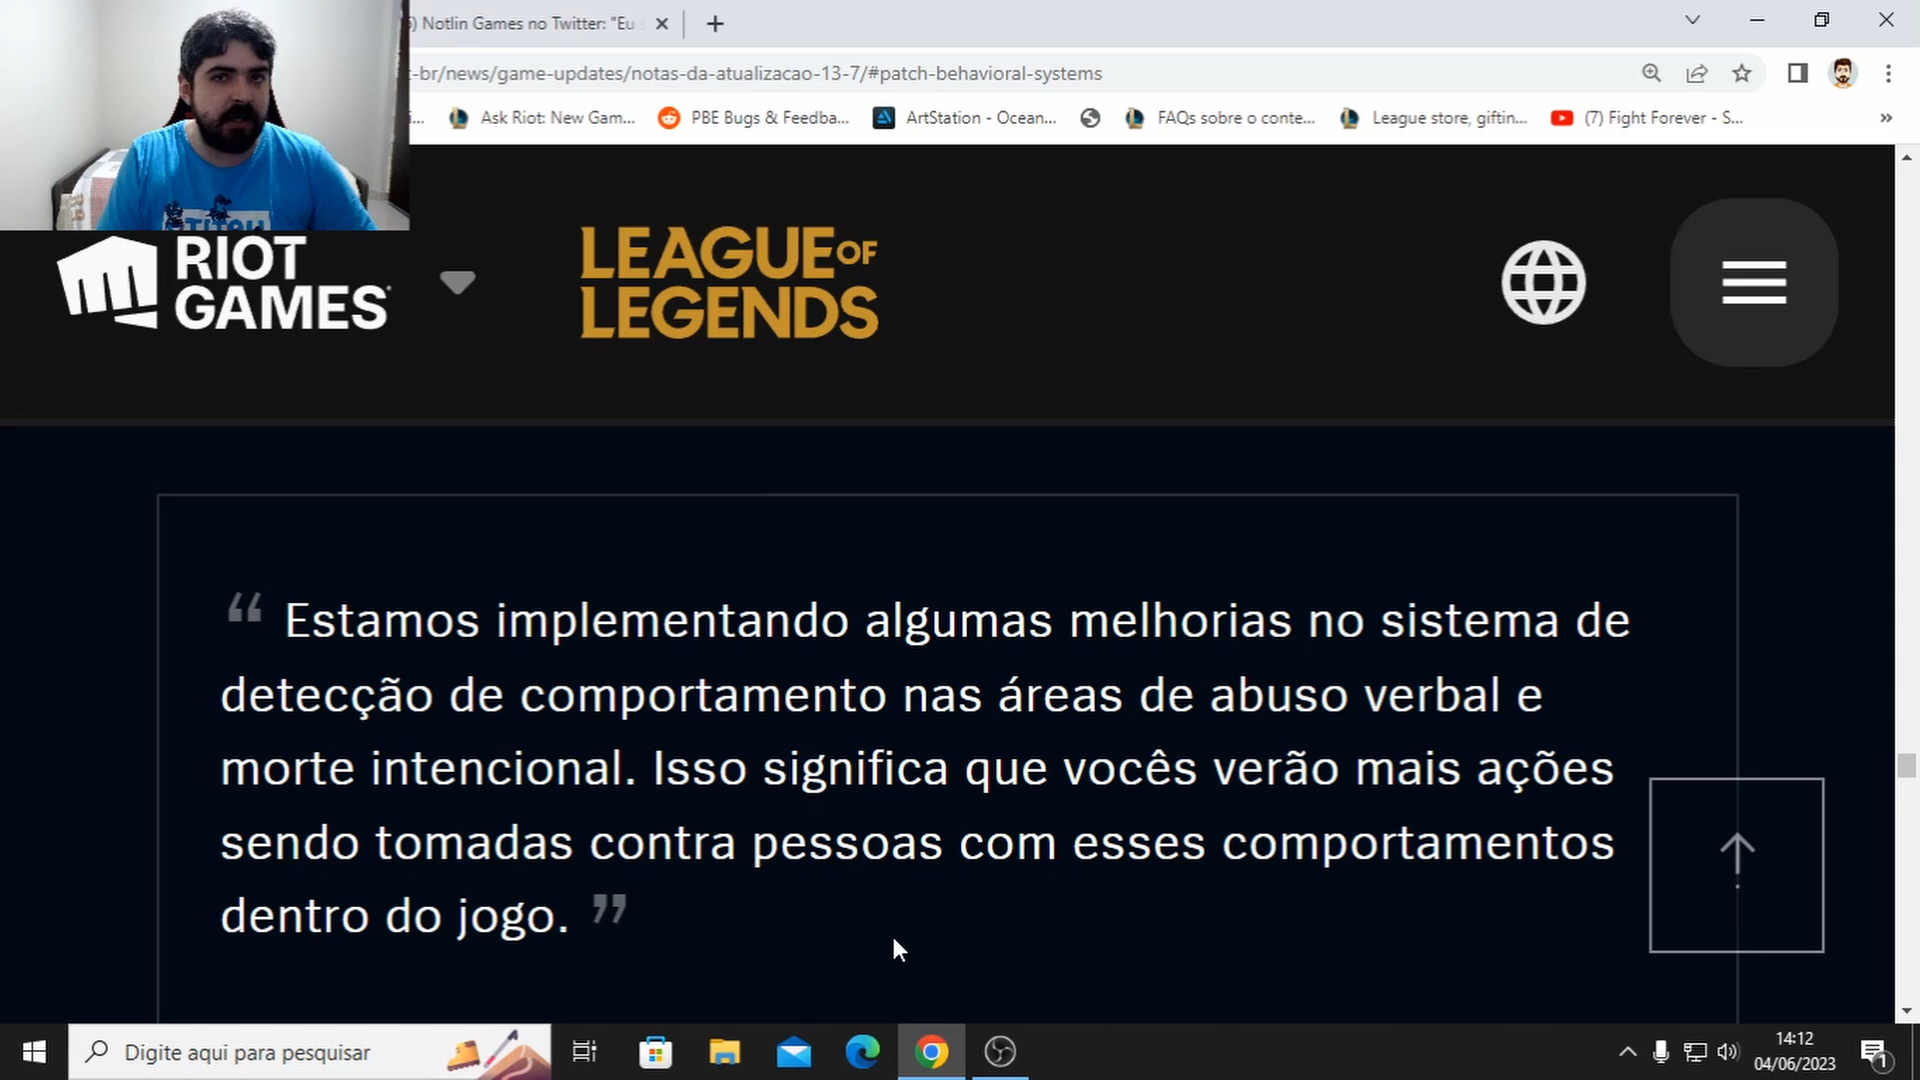 ) Notlin Games no Twitter: "Eu
t-br/news/game-updates/notas-da-atualizacao-13-7/#patch-behavioral-systems
i... Ask Riot: New Gam... PBE Bugs & Feedba... ArtStation - Ocean... FAQs sobre o conte... League store, giftin... (7) Fight Forever - S... »
RIOT GAMES
LEAGUE OF LEGENDS
“ Estamos implementando algumas melhorias no sistema de
detecção de comportamento nas áreas de abuso verbal e
morte intencional. Isso significa que vocês verão mais ações
sendo tomadas contra pessoas com esses comportamentos
dentro do jogo. ”
Digite aqui para pesquisar
14:12
04/06/2023
1